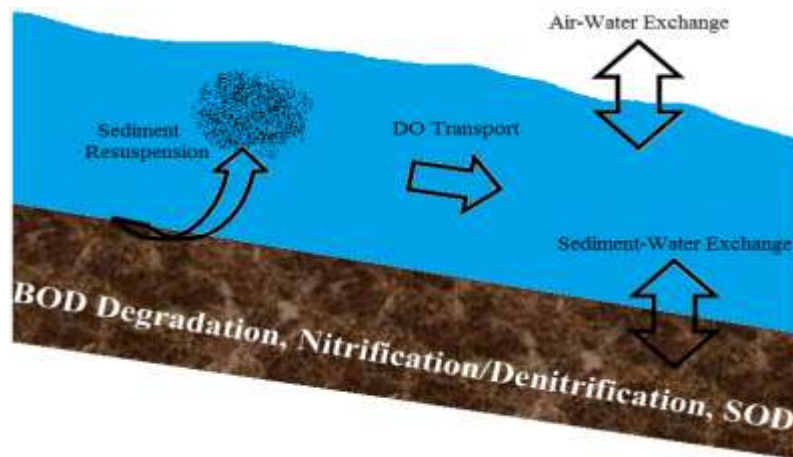 Air-Water Exchange
Sediment
Resuspension
DO Transport
Sediment-Water Exchange
BOD Degradation, Nitrification/Denitrification, SOD